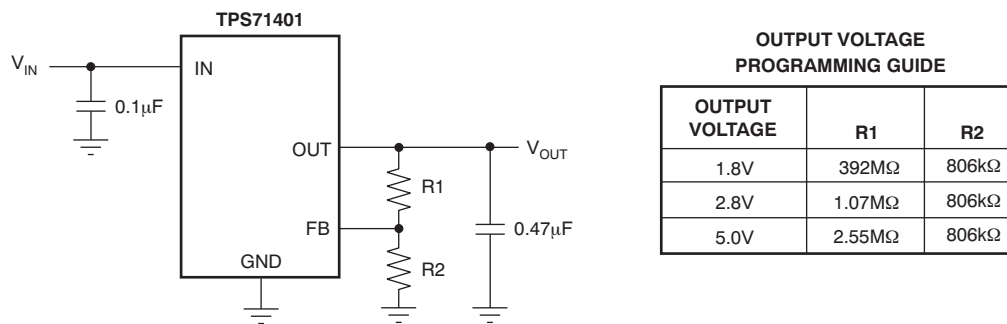 TPS71401
V_IN
IN
0.1μF
OUT
V_OUT
R1
FB
0.47μF
GND
R2
OUTPUT VOLTAGE
PROGRAMMING GUIDE
OUTPUT VOLTAGE R1 R2
1.8V 392MΩ 806kΩ
2.8V 1.07MΩ 806kΩ
5.0V 2.55MΩ 806kΩ